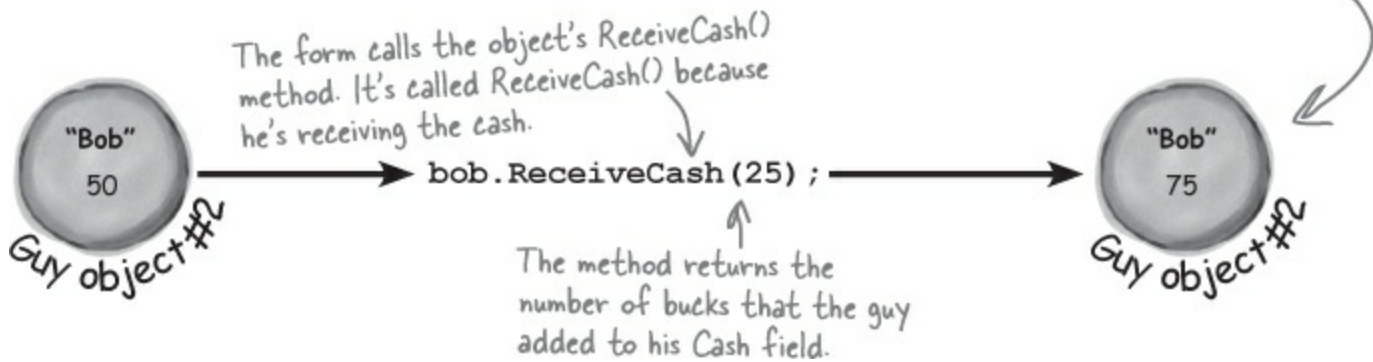 The form calls the object's ReceiveCash()
method. It's called ReceiveCash() because
he's receiving the cash.
"Bob"
50
Guy object #2
bob.ReceiveCash(25);
"Bob"
75
Guy object #2
The method returns the
number of bucks that the guy
added to his Cash field.